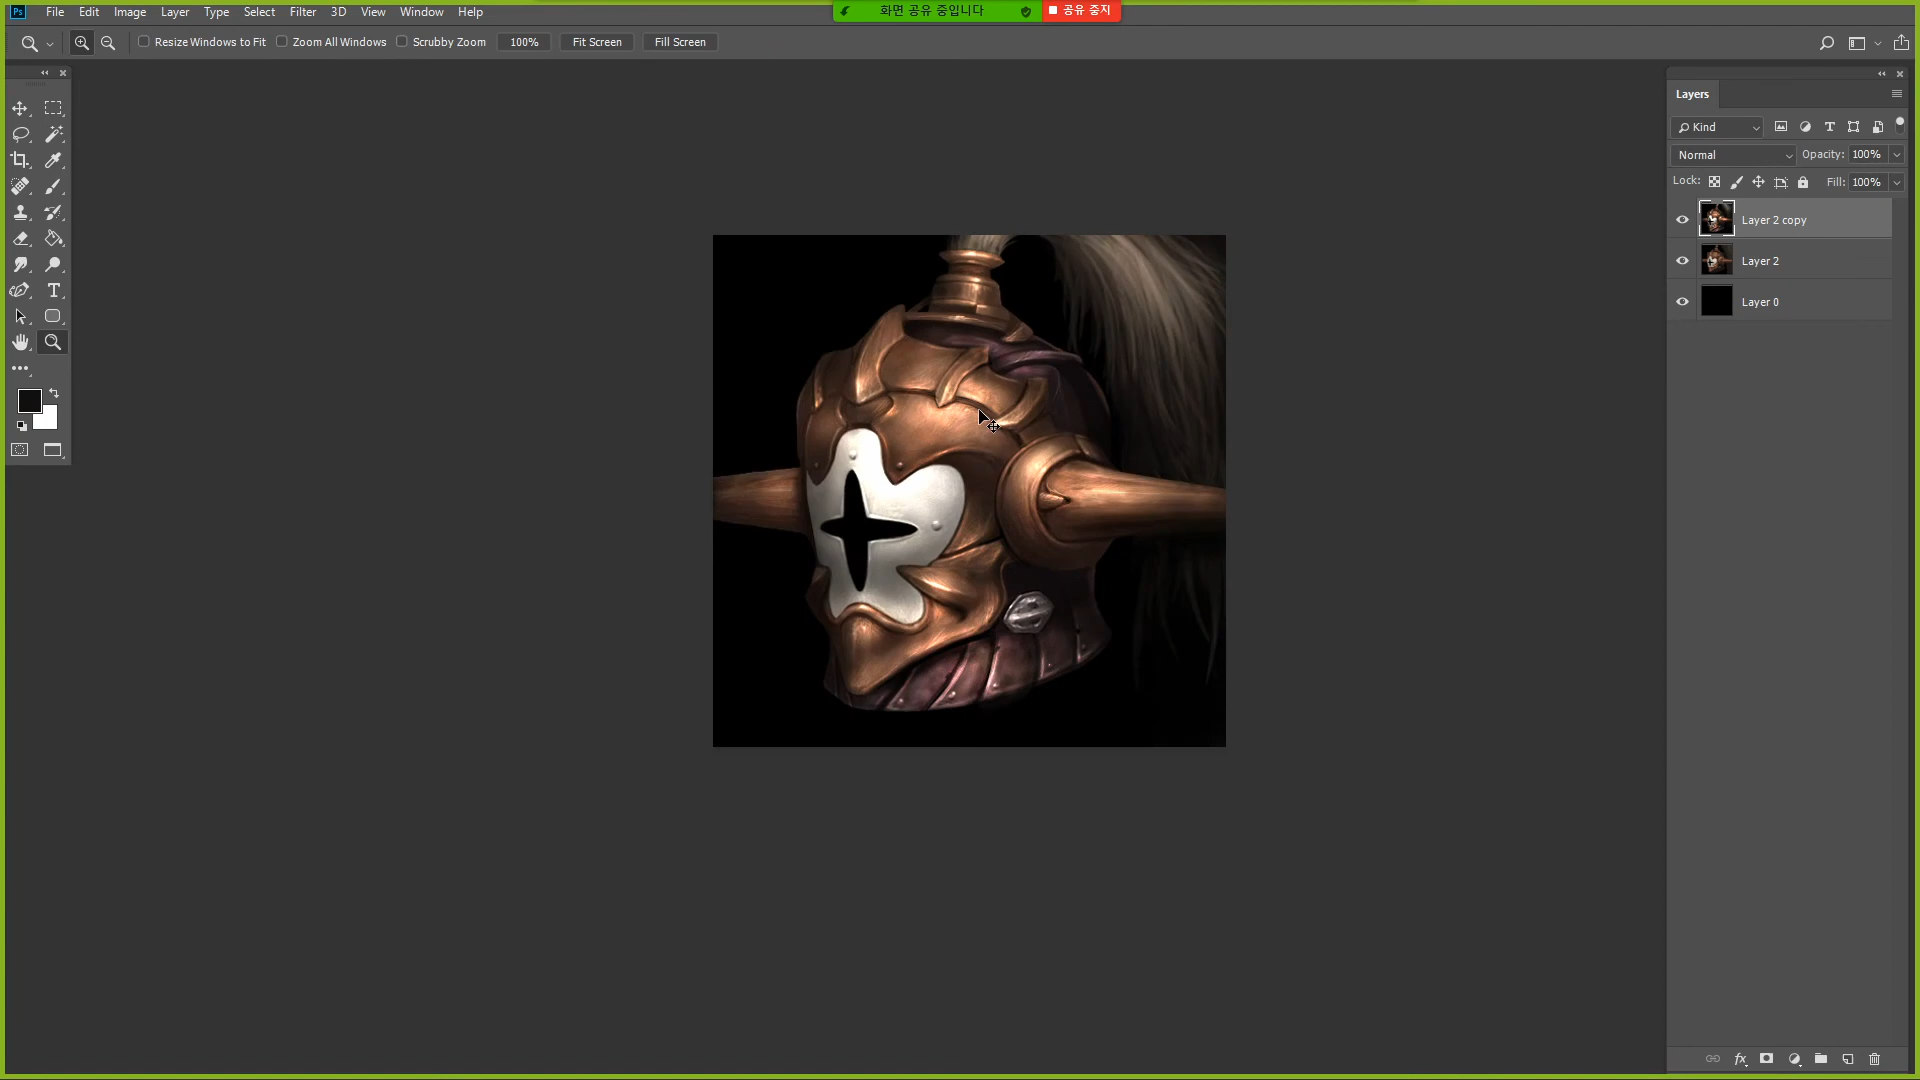 Ps File Edit Image Layer Type Select Filter 3D View Window Help
화면 공유 중입니다 공유 중지
Resize Windows to Fit Zoom All Windows Scrubby Zoom 100% Fit Screen Fill Screen
Layers
Kind
Normal Opacity: 100%
Lock: Fill: 100%
Layer 2 copy
Layer 2
Layer 0
T
fx